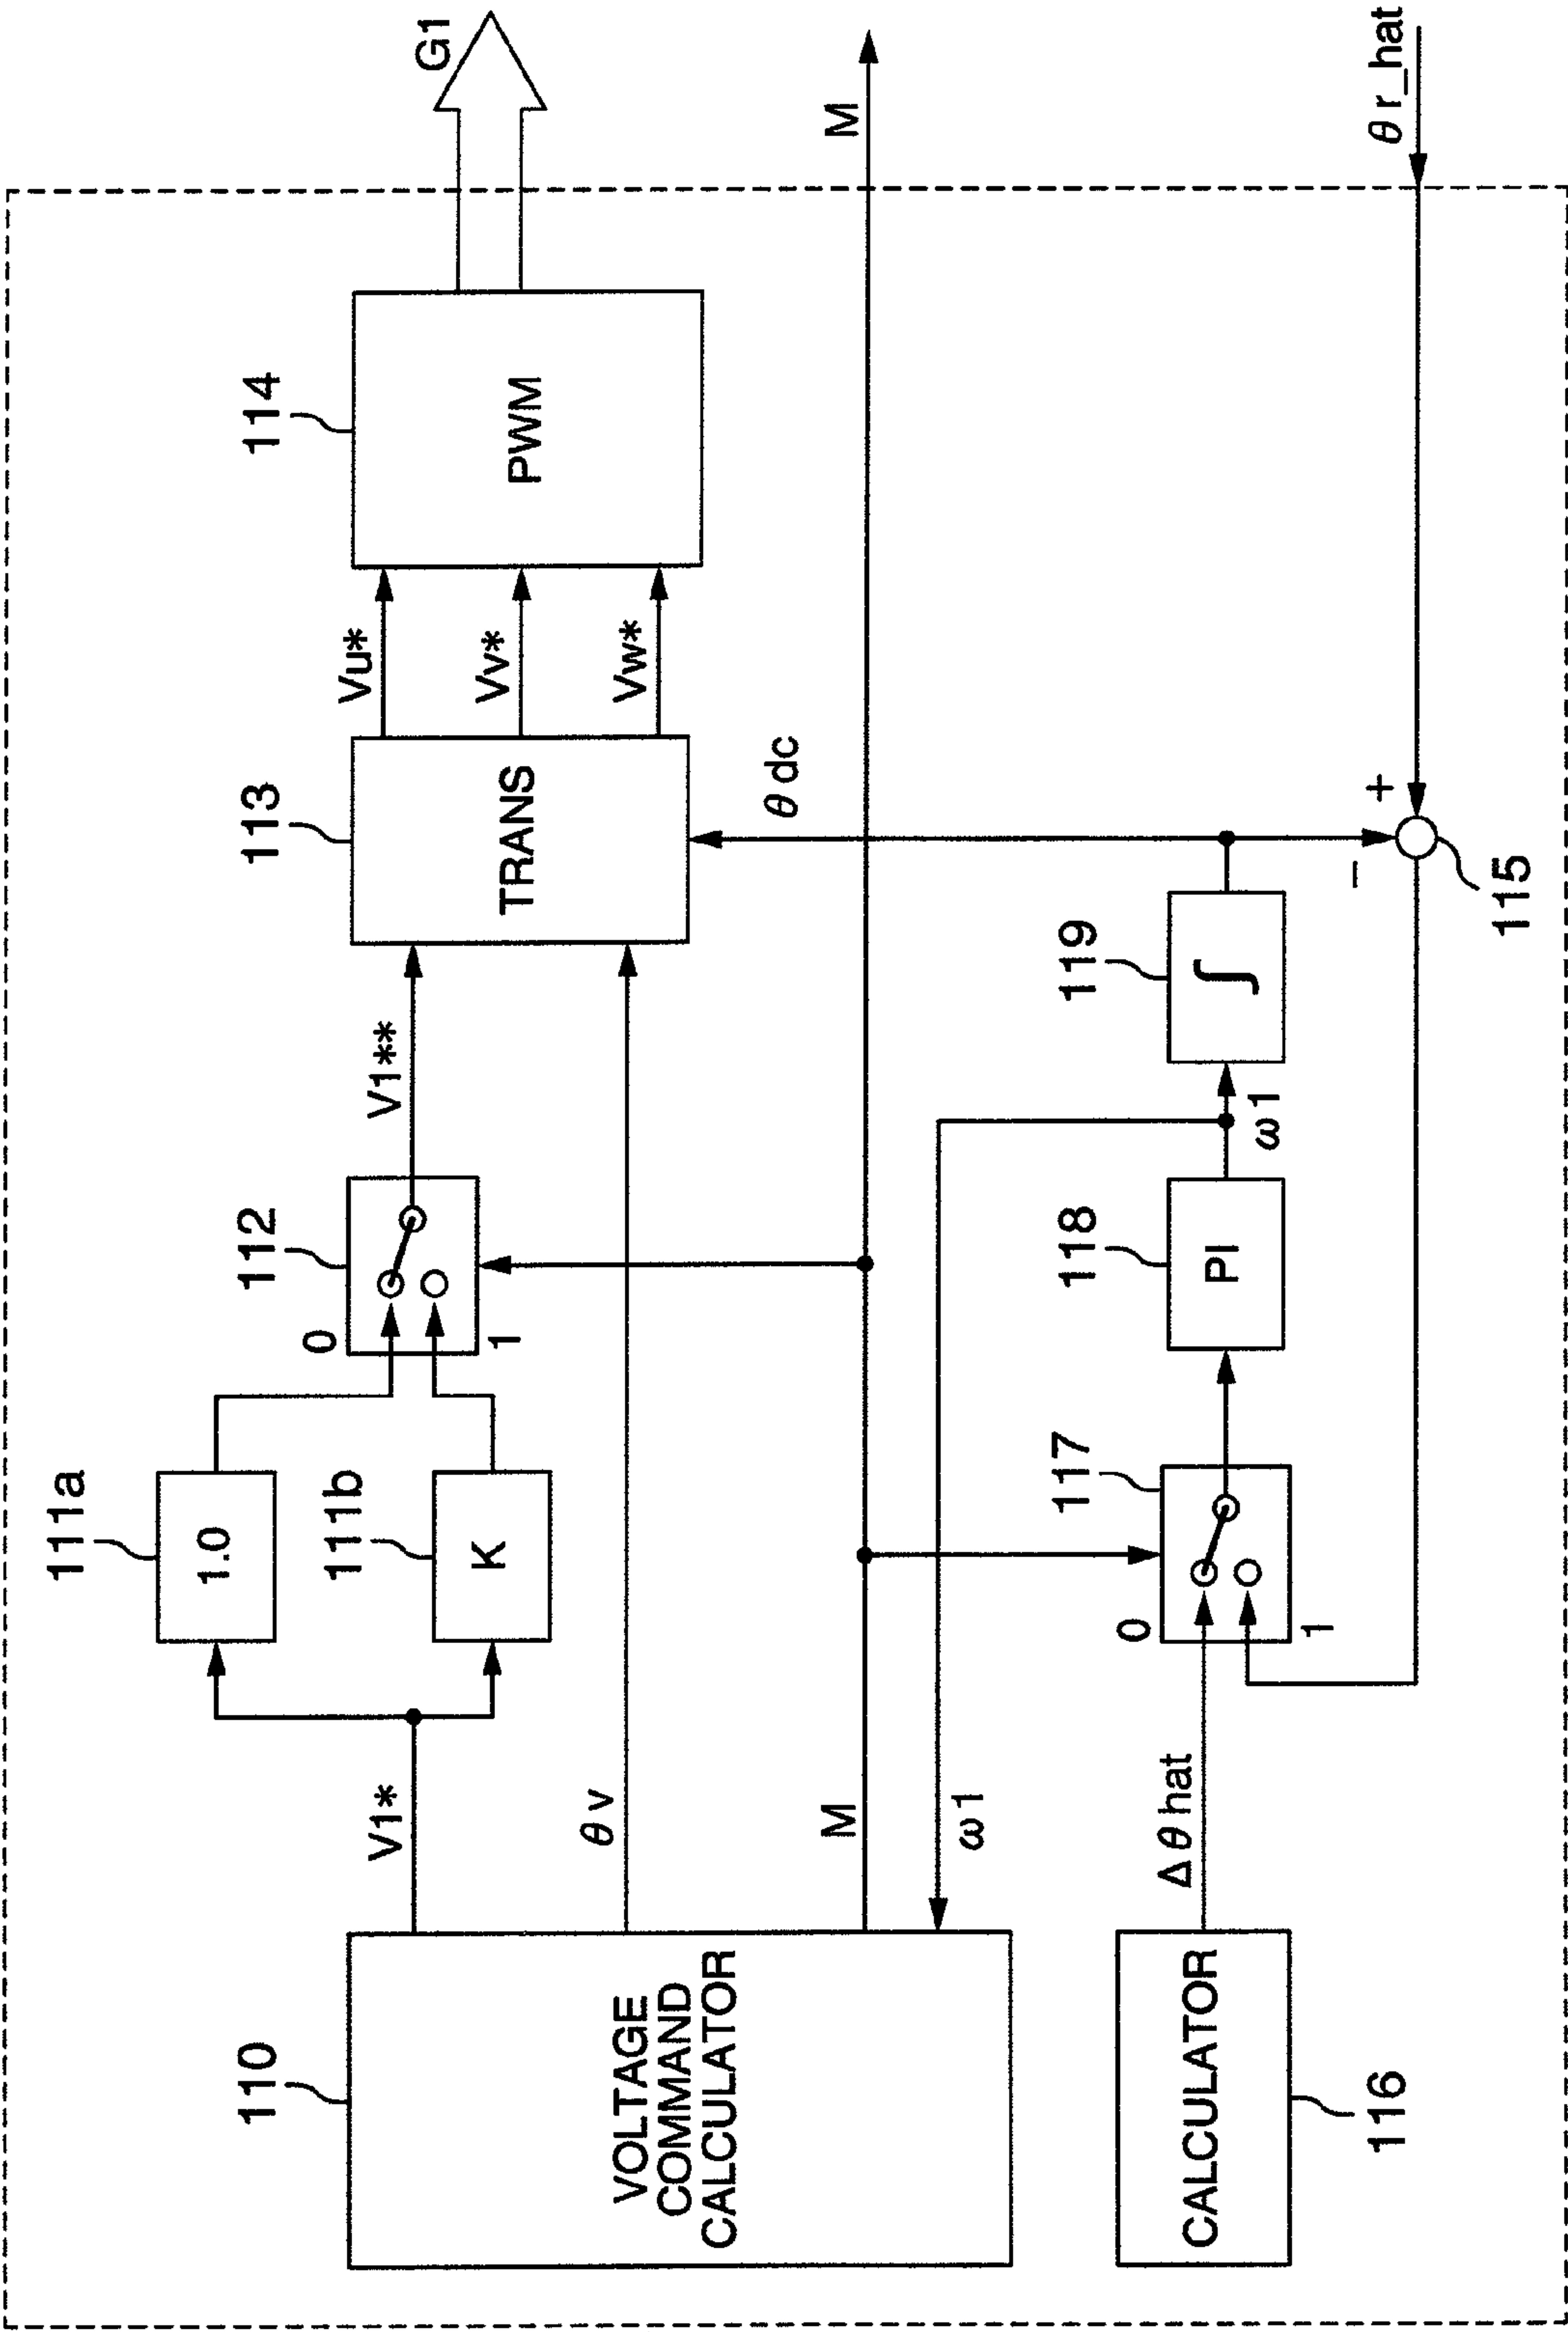 110
VOLTAGE
COMMAND
CALCULATOR
V1*
θv
M
ω1
111a
1.0
111b
K
112
0
1
V1**
113
TRANS
Vu*
Vv*
Vw*
114
PWM
G1
M
θdc
116
CALCULATOR
Δθhat
117
0
1
118
PI
ω1
119
∫
115
+
−
θr_hat